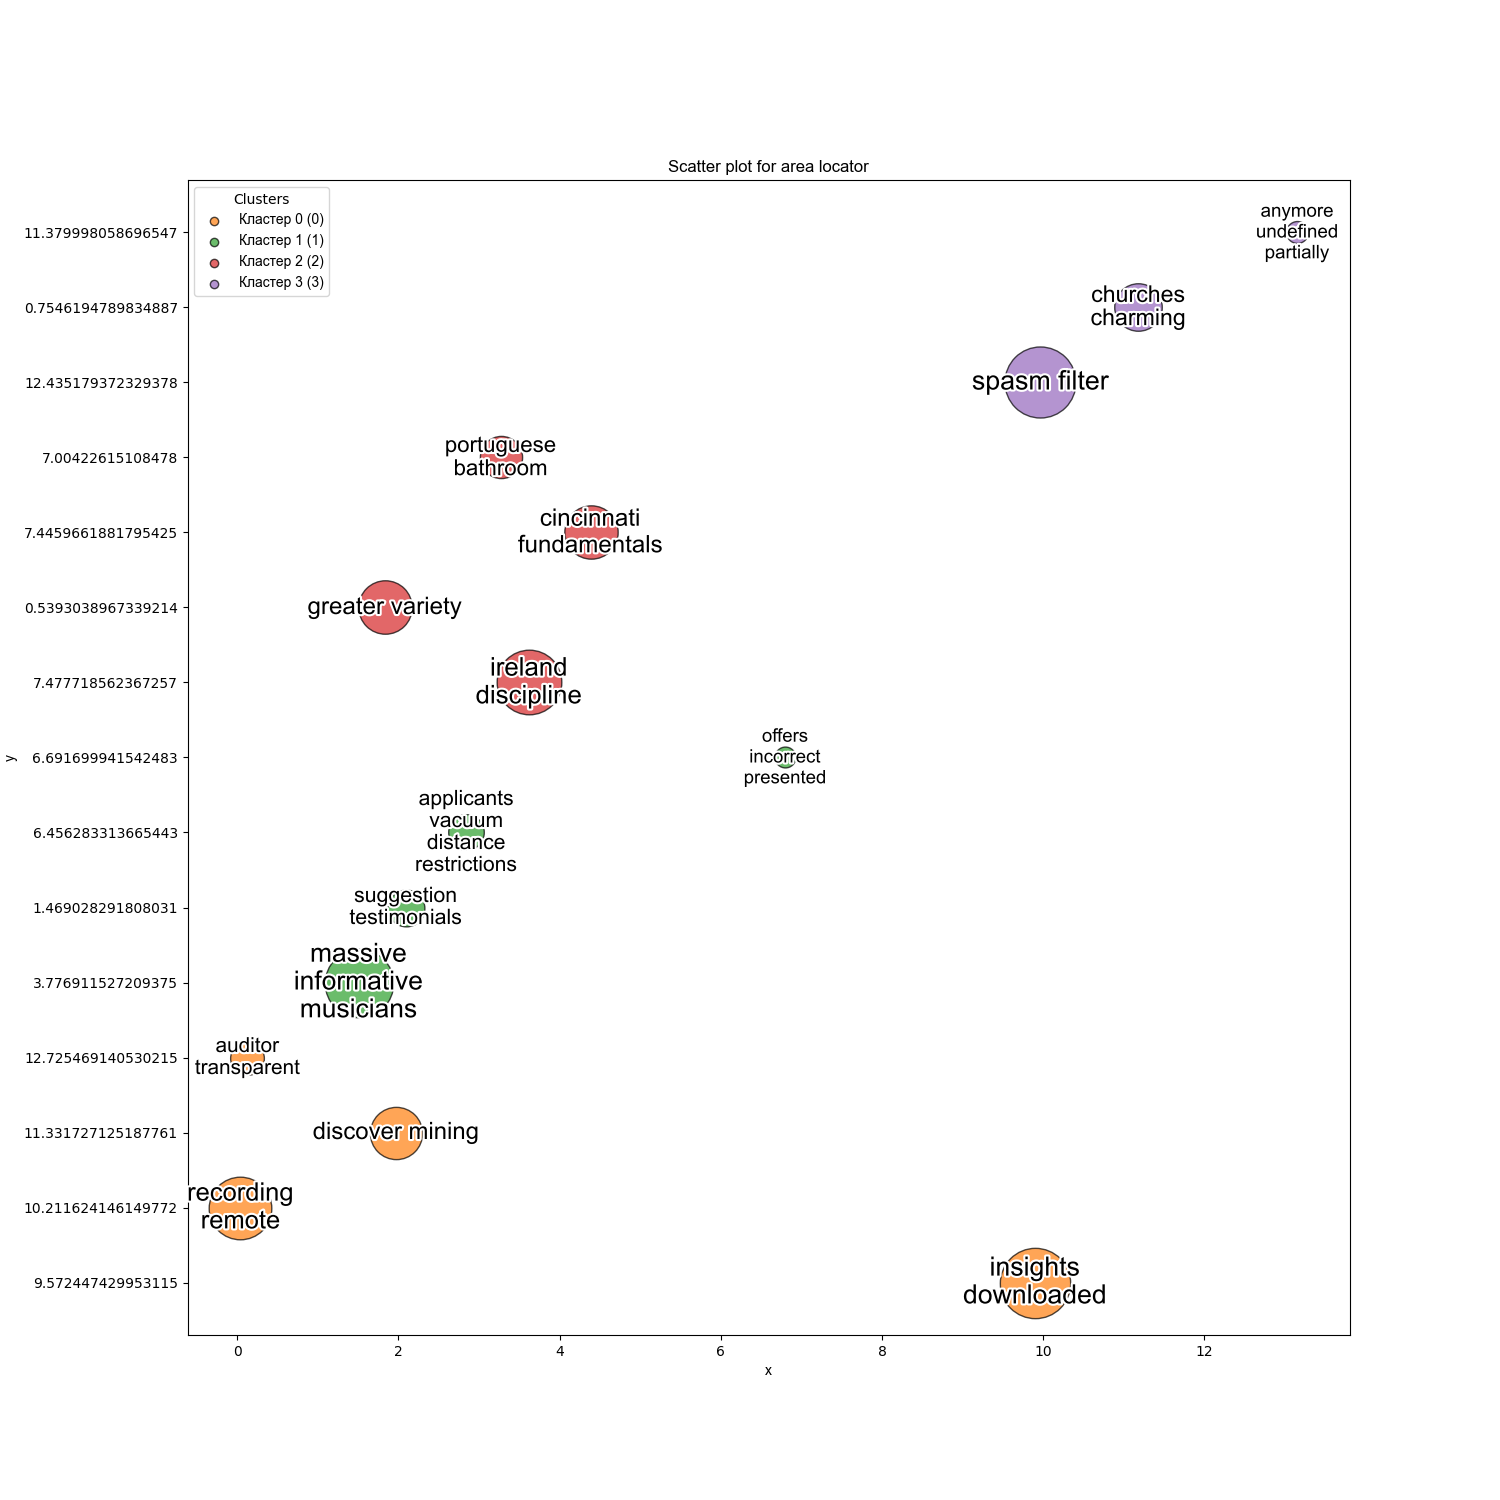 Scatter plot for area locator
Clusters
Кластер 0 (0)
Кластер 1 (1)
Кластер 2 (2)
Кластер 3 (3)
11.379998058696547
0.7546194789834887
12.435179372329378
7.00422615108478
7.4459661881795425
0.5393038967339214
7.477718562367257
6.691699941542483
6.456283313665443
1.469028291808031
3.776911527209375
12.725469140530215
11.331727125187761
10.211624146149772
9.572447429953115
y
anymore
undefined
partially
churches
charming
spasm filter
portuguese
bathroom
cincinnati
fundamentals
greater variety
ireland
discipline
offers
incorrect
presented
applicants
vacuum
distance
restrictions
suggestion
testimonials
massive
informative
musicians
auditor
transparent
discover mining
recording
remote
insights
downloaded
0 2 4 6 8 10 12
x